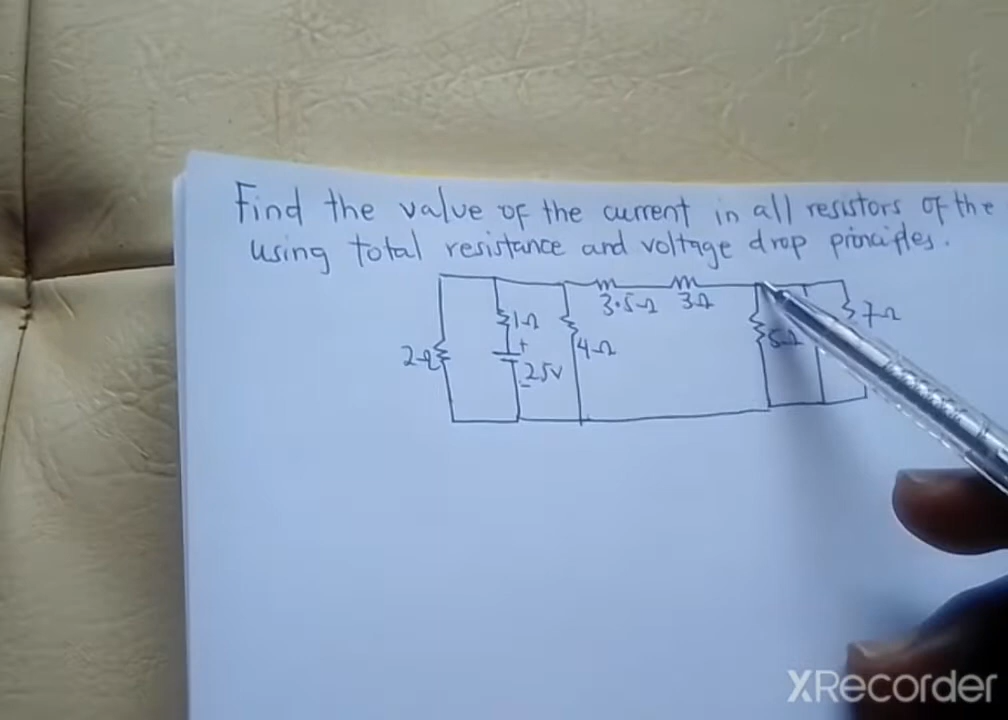 Find the value of the current in all resistors of the
using total resistance and voltage drop principles.
3.5Ω 3Ω
1Ω
7Ω
2Ω
+
4Ω
5Ω
25V
-
XRecorder